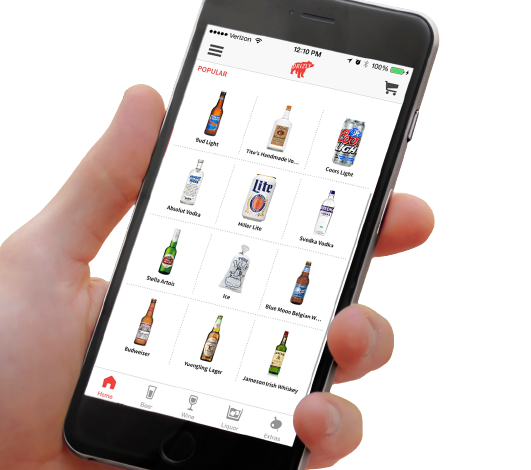 Verizon 12:10 PM 100%
DRIZLY
POPULAR
Bud Light
Tito's Handmade Vo...
Coors Light
Absolut Vodka
Lite
Miller Lite
Svedka Vodka
Stella Artois
Ice
Blue Moon Belgian W...
Budweiser
Yuengling Lager
Jameson Irish Whiskey
Home
Beer
Wine
Liquor
Extras